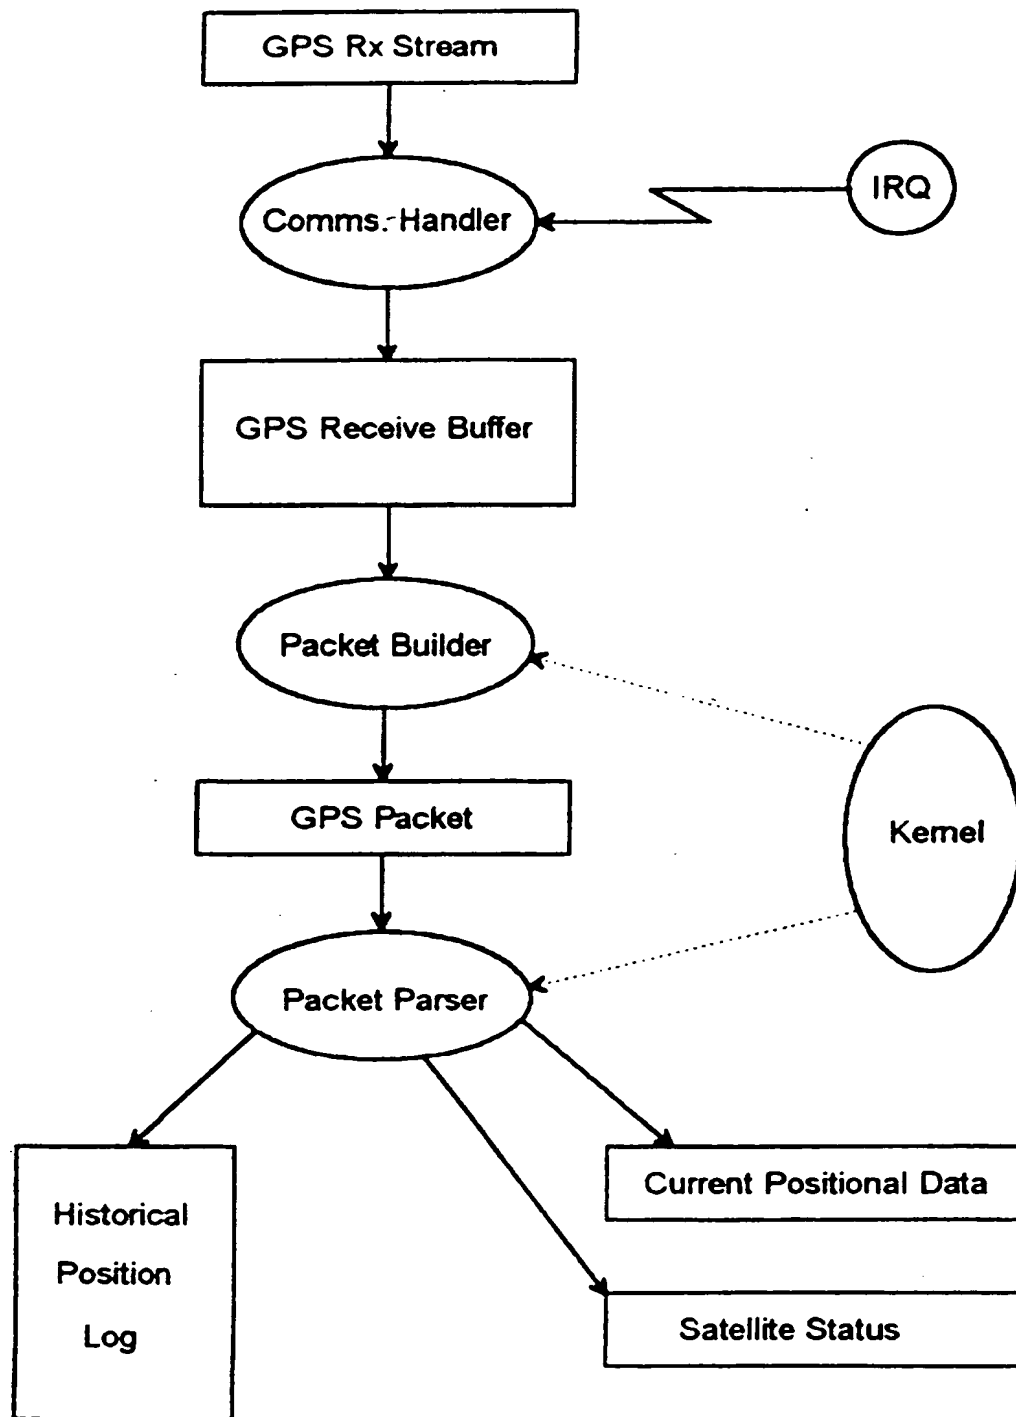 GPS Rx Stream
IRQ
Comms. Handler
GPS Receive Buffer
Packet Builder
GPS Packet
Kernel
Packet Parser
Current Positional Data
Historical
Position
Log
Satellite Status